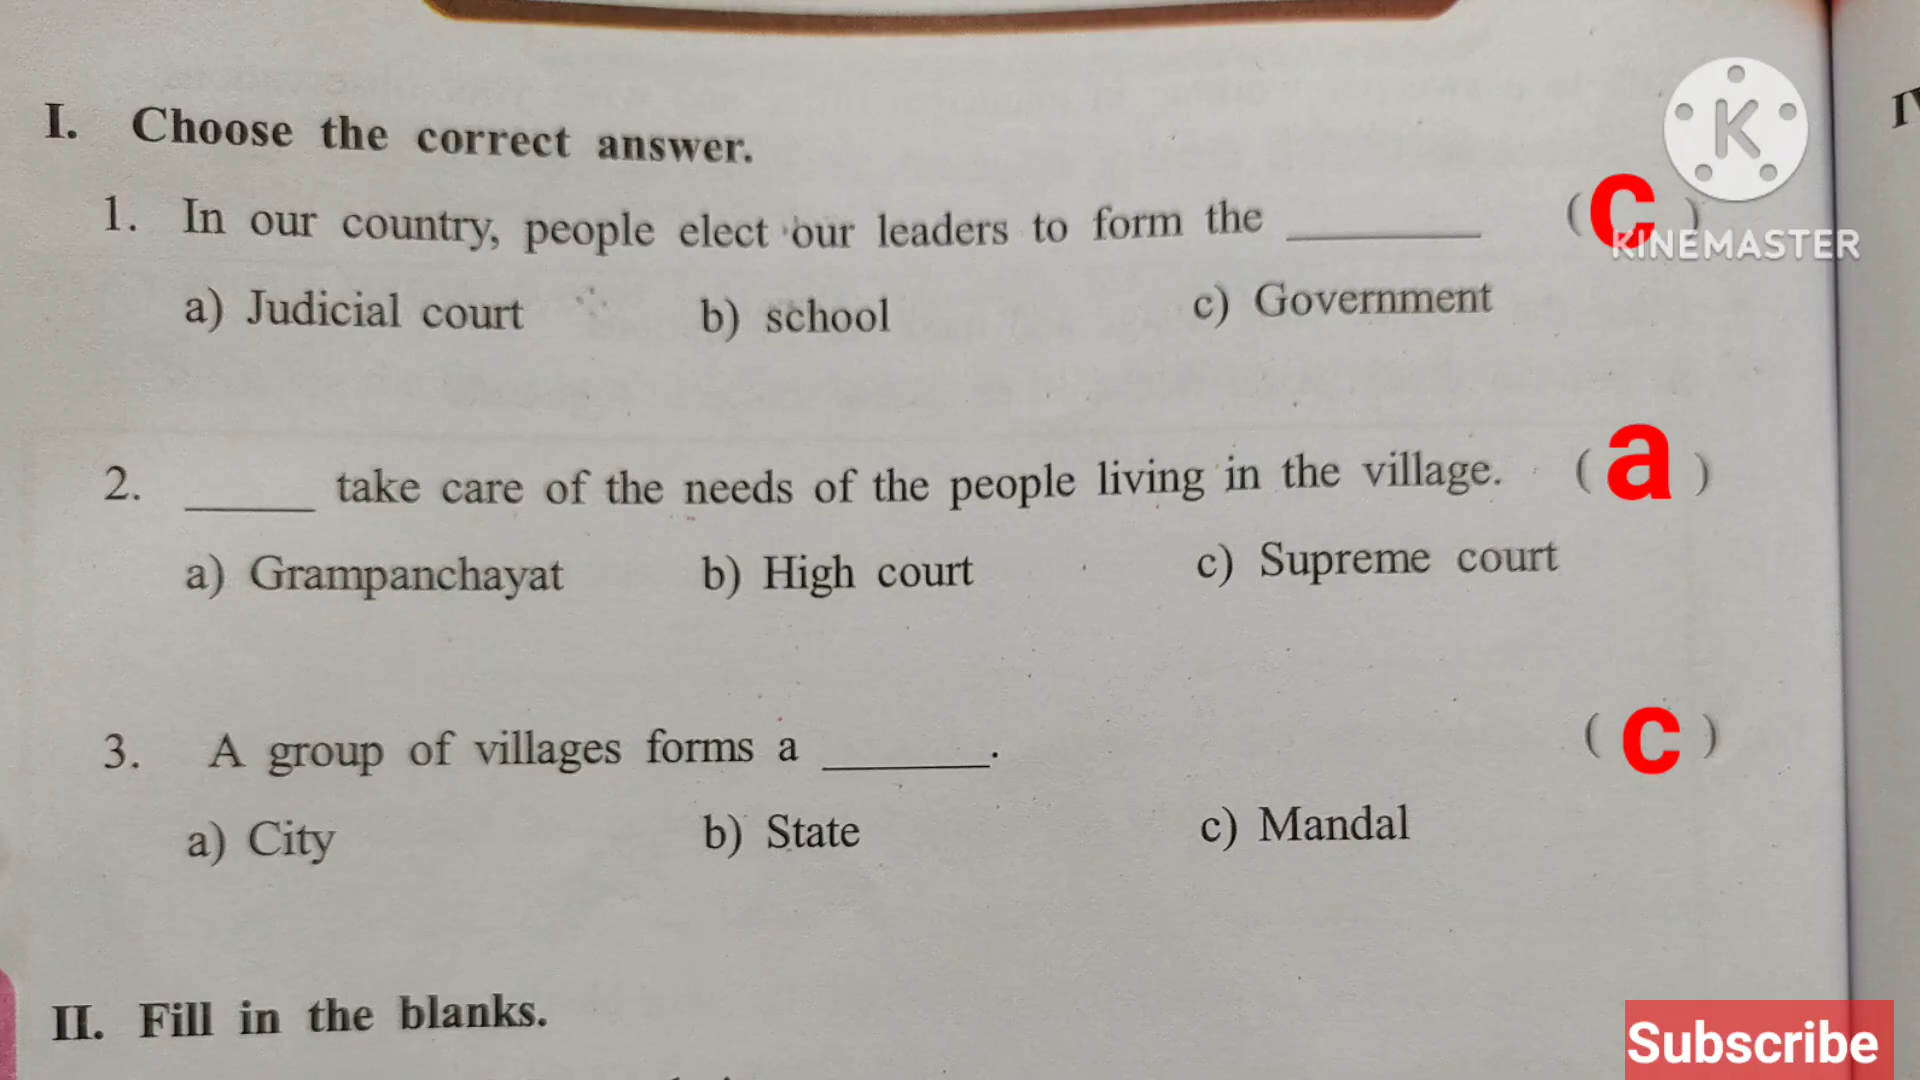 I. Choose the correct answer.
1. In our country, people elect our leaders to form the ________ ( c )
a) Judicial court b) school c) Government
2. ______ take care of the needs of the people living in the village. ( a )
a) Grampanchayat b) High court c) Supreme court
3. A group of villages forms a _______. ( c )
a) City b) State c) Mandal
II. Fill in the blanks.
K
KINEMASTER
Subscribe